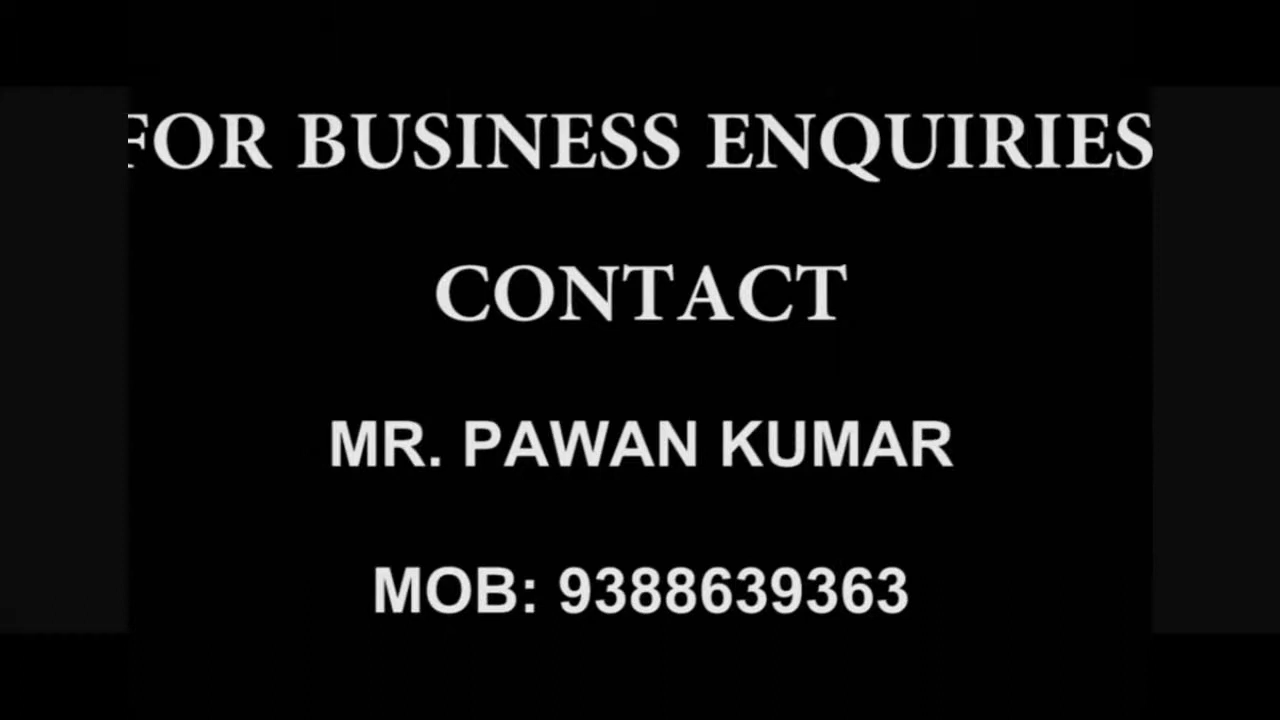 FOR BUSINESS ENQUIRIES
CONTACT
MR. PAWAN KUMAR
MOB: 9388639363